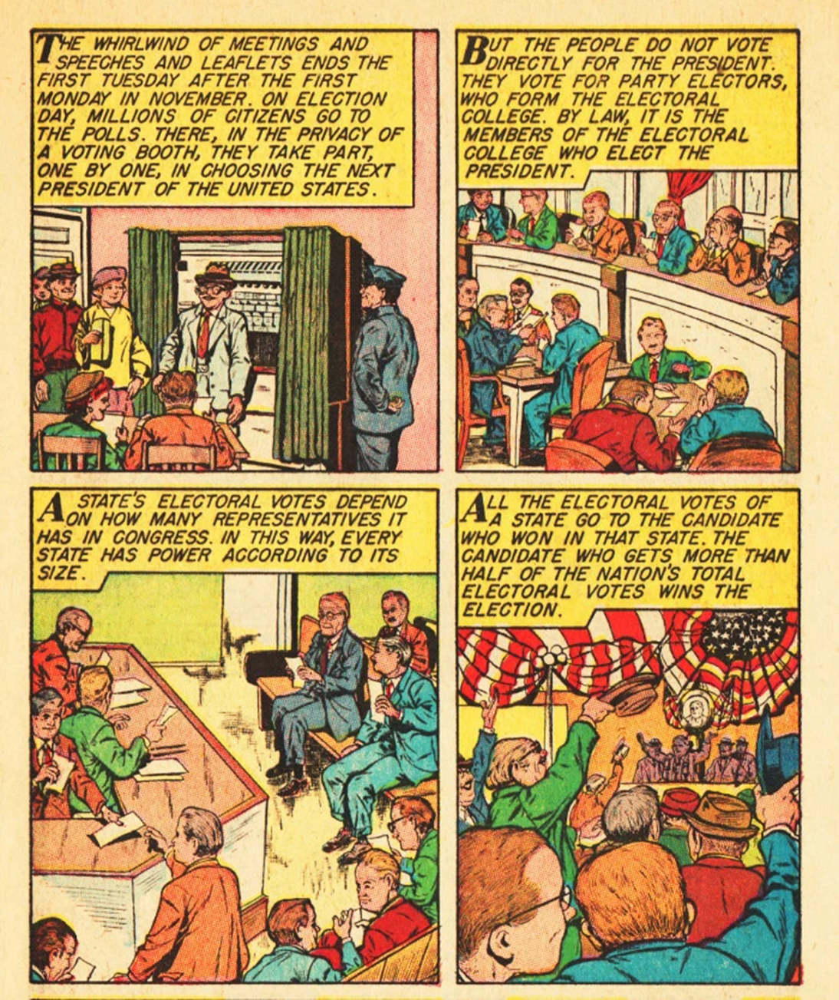 THE WHIRLWIND OF MEETINGS AND
SPEECHES AND LEAFLETS ENDS THE
FIRST TUESDAY AFTER THE FIRST
MONDAY IN NOVEMBER. ON ELECTION
DAY, MILLIONS OF CITIZENS GO TO
THE POLLS. THERE, IN THE PRIVACY OF
A VOTING BOOTH, THEY TAKE PART,
ONE BY ONE, IN CHOOSING THE NEXT
PRESIDENT OF THE UNITED STATES.
BUT THE PEOPLE DO NOT VOTE
DIRECTLY FOR THE PRESIDENT.
THEY VOTE FOR PARTY ELECTORS,
WHO FORM THE ELECTORAL
COLLEGE. BY LAW, IT IS THE
MEMBERS OF THE ELECTORAL
COLLEGE WHO ELECT THE
PRESIDENT.
A STATE'S ELECTORAL VOTES DEPEND
ON HOW MANY REPRESENTATIVES IT
HAS IN CONGRESS. IN THIS WAY, EVERY
STATE HAS POWER ACCORDING TO ITS
SIZE.
ALL THE ELECTORAL VOTES OF
A STATE GO TO THE CANDIDATE
WHO WON IN THAT STATE. THE
CANDIDATE WHO GETS MORE THAN
HALF OF THE NATION'S TOTAL
ELECTORAL VOTES WINS THE
ELECTION.